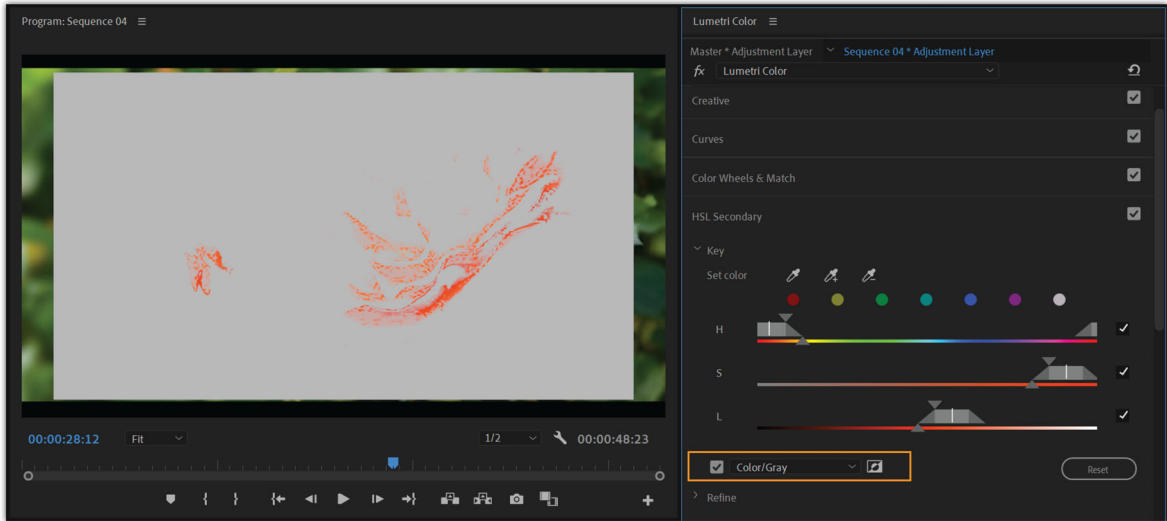 Program: Sequence 04
00:00:28:12
Fit
1/2
00:00:48:23
Lumetri Color
Master * Adjustment Layer
Sequence 04 * Adjustment Layer
fx Lumetri Color
Creative
Curves
Color Wheels & Match
HSL Secondary
Key
Set color
H
S
L
Color/Gray
Reset
Refine